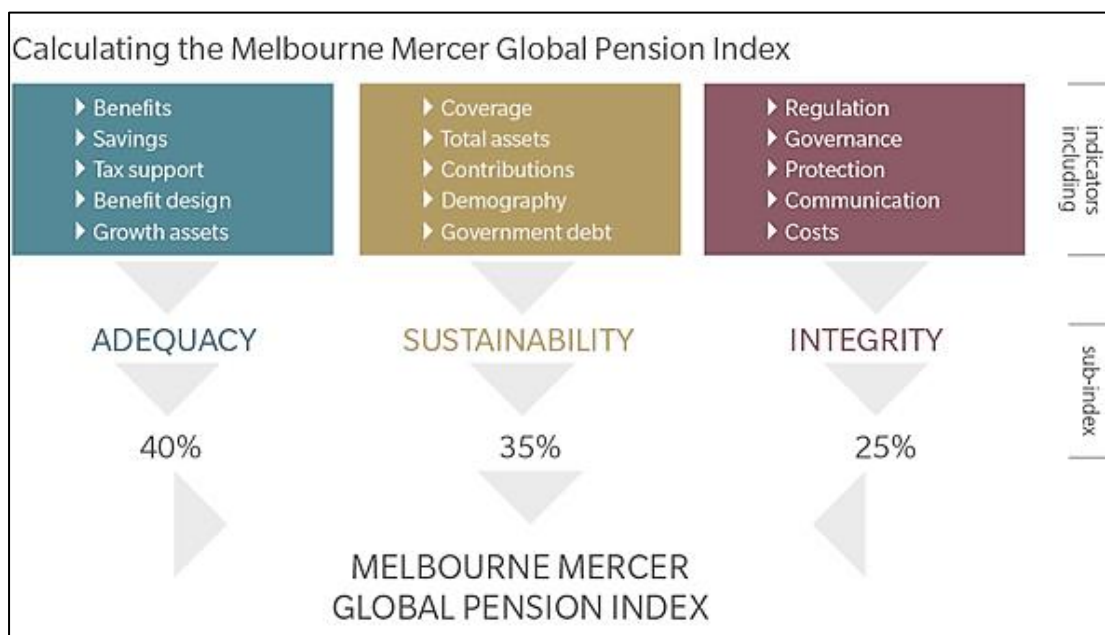 Calculating the Melbourne Mercer Global Pension Index
Benefits
Savings
Tax support
Benefit design
Growth assets
Coverage
Total assets
Contributions
Demography
Government debt
Regulation
Governance
Protection
Communication
Costs
indicators
including
ADEQUACY
SUSTAINABILITY
INTEGRITY
sub-index
40%
35%
25%
MELBOURNE MERCER
GLOBAL PENSION INDEX